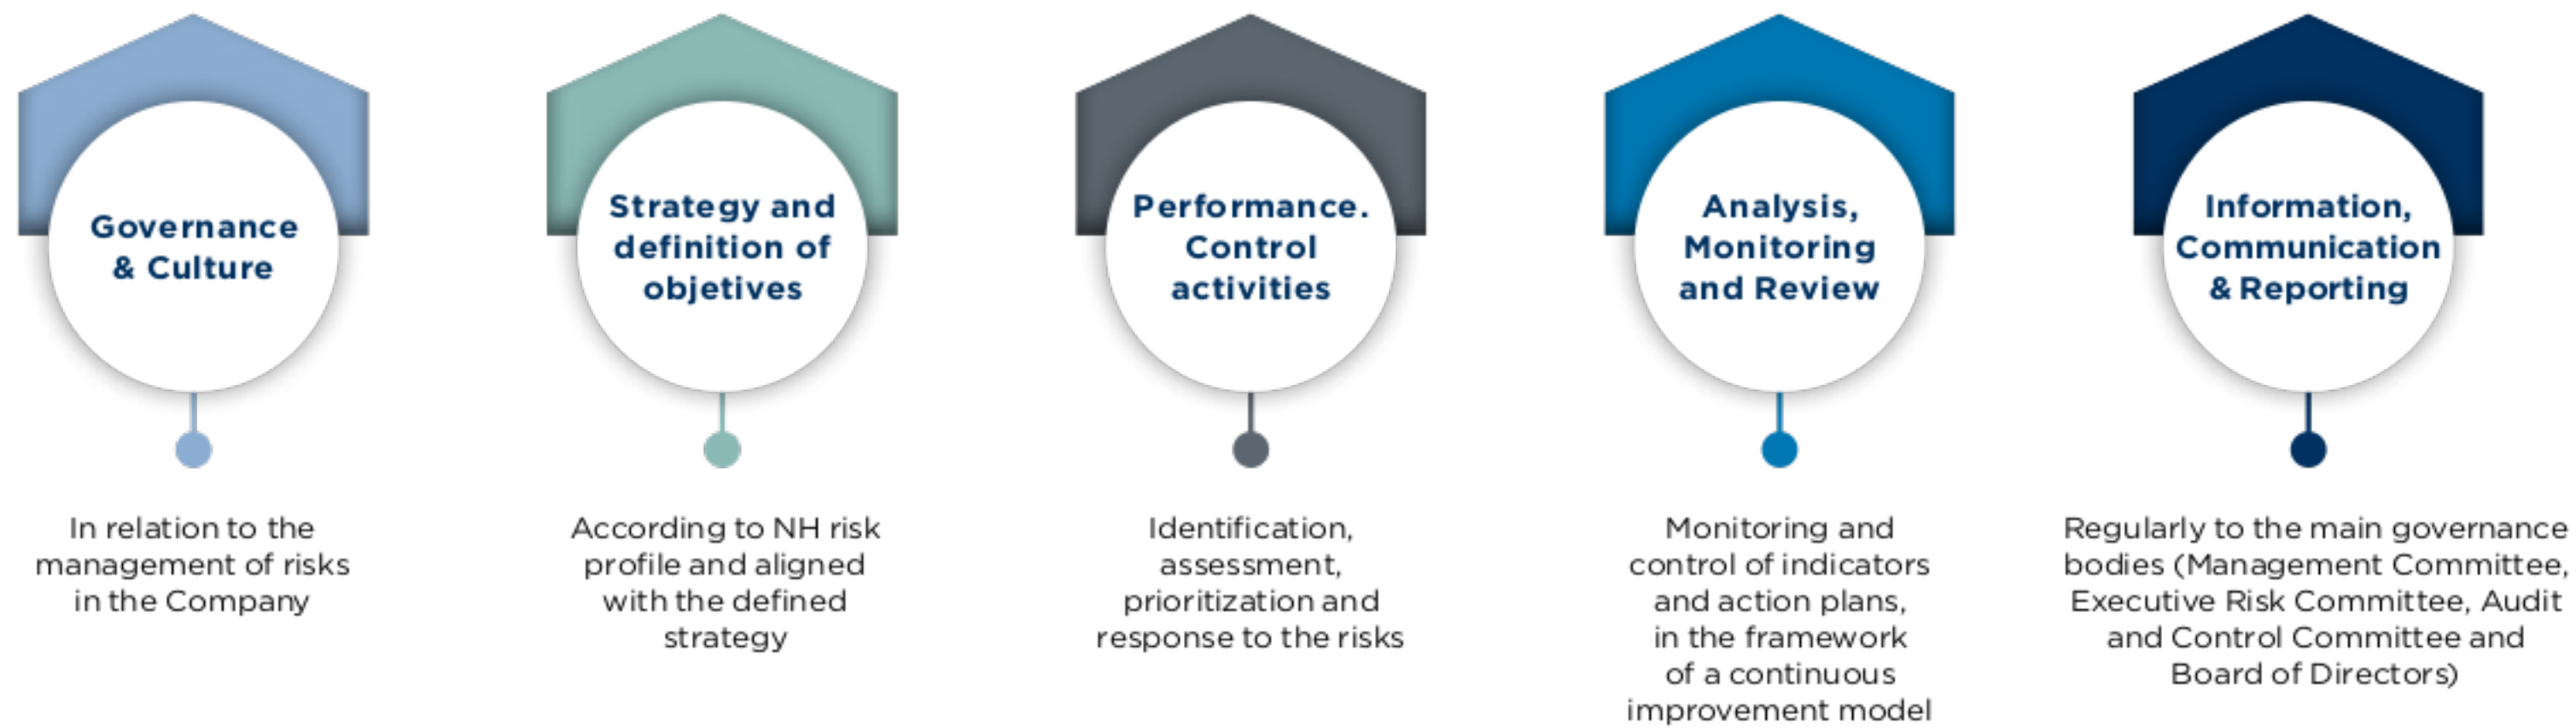 Governance
& Culture
In relation to the
management of risks
in the Company
Strategy and
definition of
objetives
According to NH risk
profile and aligned
with the defined
strategy
Performance.
Control
activities
Identification,
assessment,
prioritization and
response to the risks
Analysis,
Monitoring
and Review
Monitoring and
control of indicators
and action plans,
in the framework
of a continuous
improvement model
Information,
Communication
& Reporting
Regularly to the main governance
bodies (Management Committee,
Executive Risk Committee, Audit
and Control Committee and
Board of Directors)